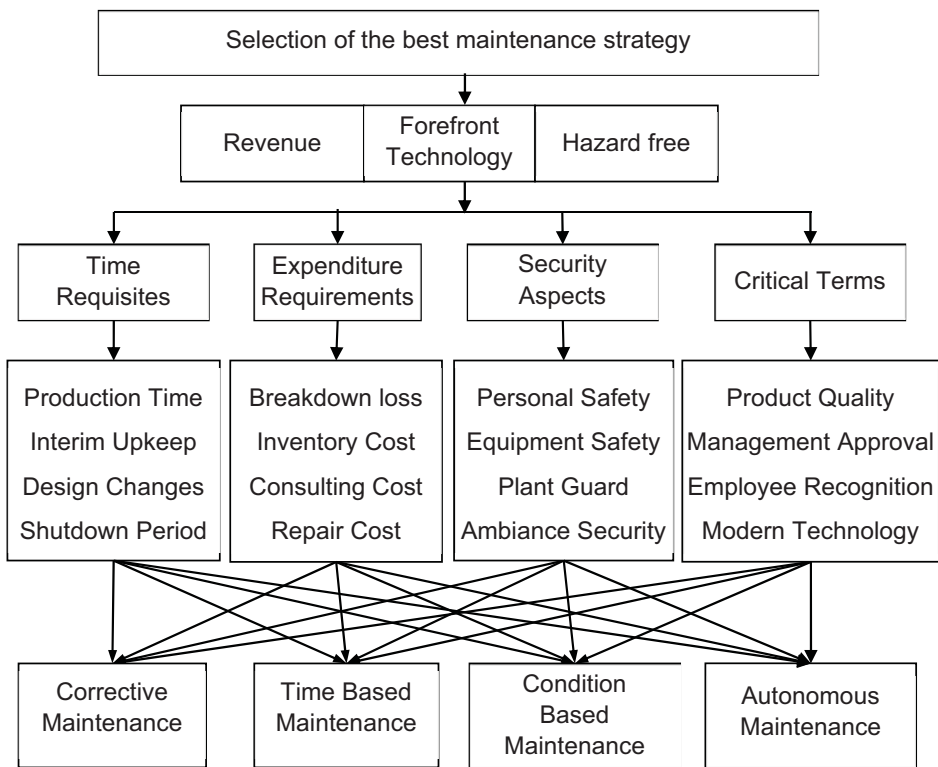 Selection of the best maintenance strategy
Revenue
Forefront
Technology
Hazard free
Time
Requisites
Expenditure
Requirements
Security
Aspects
Critical Terms
Production Time
Interim Upkeep
Design Changes
Shutdown Period
Breakdown loss
Inventory Cost
Consulting Cost
Repair Cost
Personal Safety
Equipment Safety
Plant Guard
Ambiance Security
Product Quality
Management Approval
Employee Recognition
Modern Technology
Corrective
Maintenance
Time Based
Maintenance
Condition
Based
Maintenance
Autonomous
Maintenance